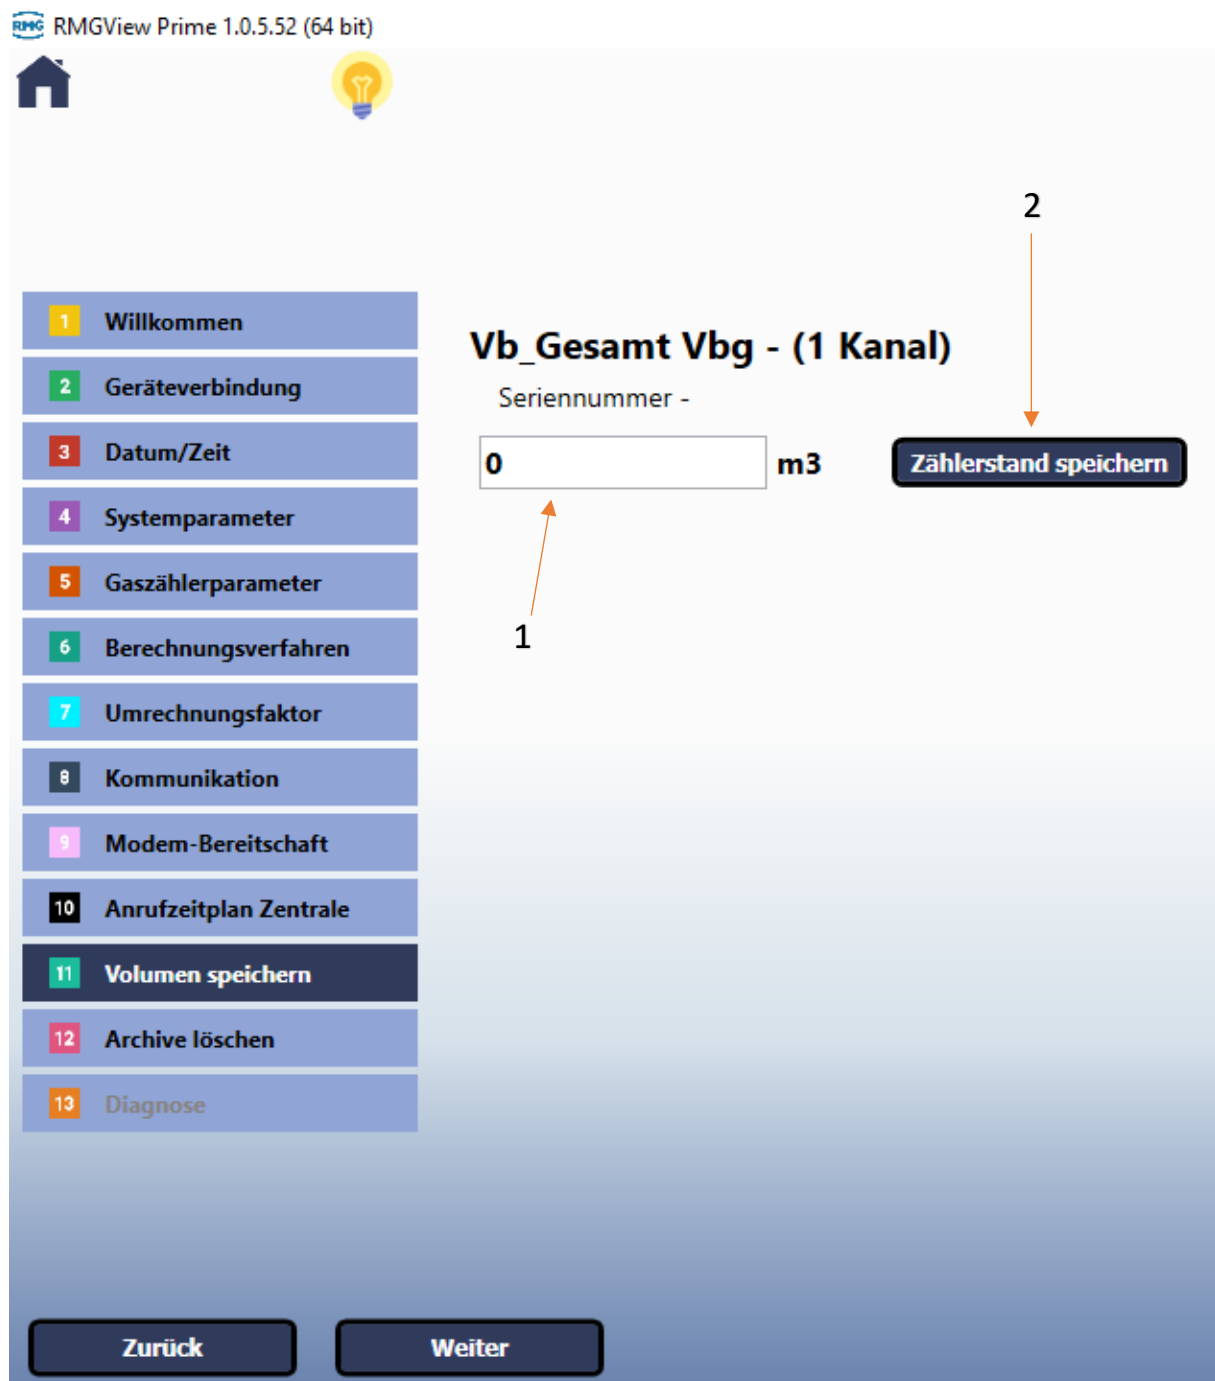 RMG RMGView Prime 1.0.5.52 (64 bit)
2
1 Willkommen
2 Geräteverbindung
3 Datum/Zeit
4 Systemparameter
5 Gaszählerparameter
6 Berechnungsverfahren
7 Umrechnungsfaktor
8 Kommunikation
9 Modem-Bereitschaft
10 Anrufzeitplan Zentrale
11 Volumen speichern
12 Archive löschen
13 Diagnose
Vb_Gesamt Vbg - (1 Kanal)
Seriennummer -
0 m3 Zählerstand speichern
1
Zurück Weiter